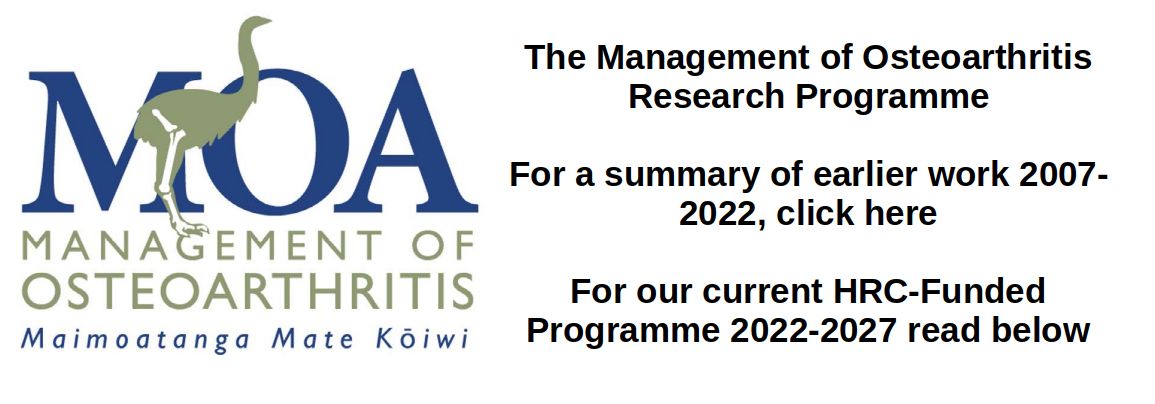 MOA
MANAGEMENT OF
OSTEOARTHRITIS
Maimoatanga Mate Kōiwi
The Management of Osteoarthritis
Research Programme
For a summary of earlier work 2007-
2022, click here
For our current HRC-Funded
Programme 2022-2027 read below